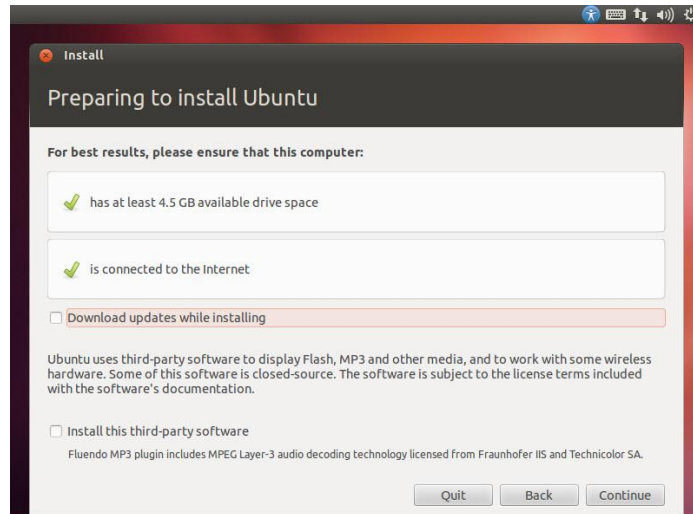 Install
Preparing to install Ubuntu
For best results, please ensure that this computer:
has at least 4.5 GB available drive space
is connected to the Internet
Download updates while installing
Ubuntu uses third-party software to display Flash, MP3 and other media, and to work with some wireless
hardware. Some of this software is closed-source. The software is subject to the license terms included
with the software's documentation.
Install this third-party software
Fluendo MP3 plugin includes MPEG Layer-3 audio decoding technology licensed from Fraunhofer IIS and Technicolor SA.
Quit Back Continue